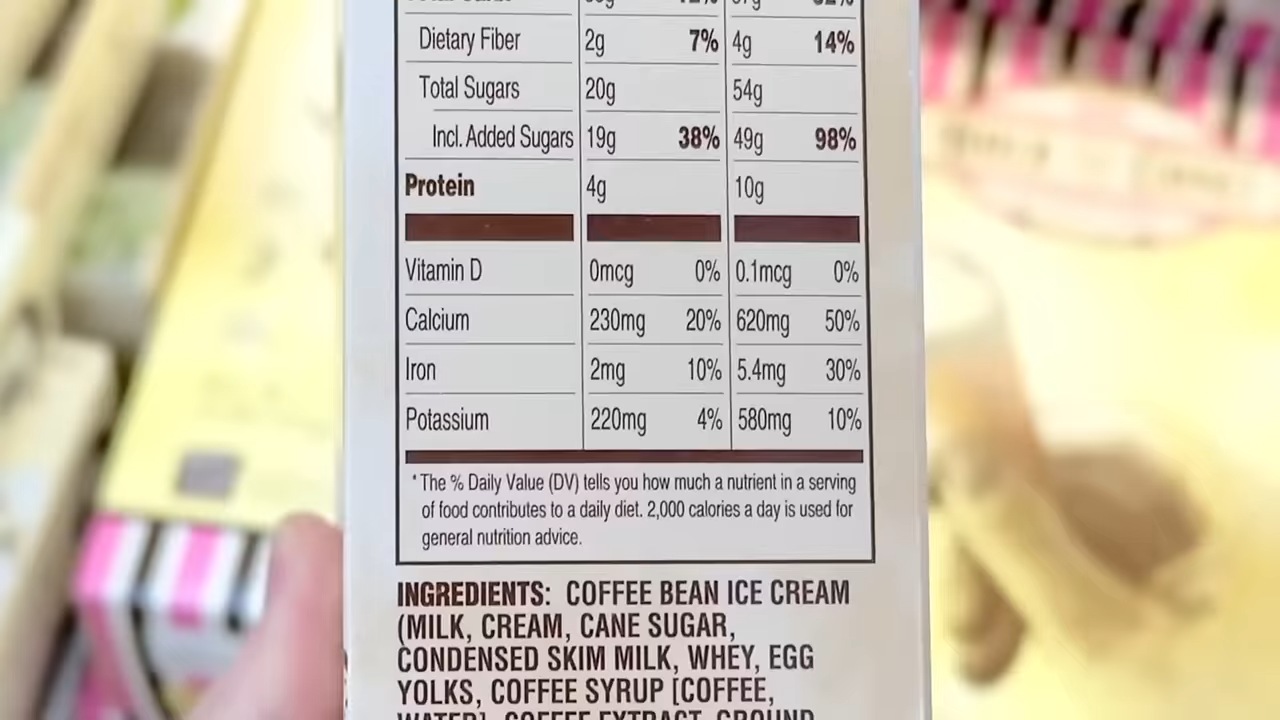 Dietary Fiber 2g 7% 4g 14%
Total Sugars 20g 54g
Incl. Added Sugars 19g 38% 49g 98%
Protein 4g 10g
Vitamin D 0mcg 0% 0.1mcg 0%
Calcium 230mg 20% 620mg 50%
Iron 2mg 10% 5.4mg 30%
Potassium 220mg 4% 580mg 10%
* The % Daily Value (DV) tells you how much a nutrient in a serving
of food contributes to a daily diet. 2,000 calories a day is used for
general nutrition advice.
INGREDIENTS: COFFEE BEAN ICE CREAM
(MILK, CREAM, CANE SUGAR,
CONDENSED SKIM MILK, WHEY, EGG
YOLKS, COFFEE SYRUP [COFFEE,
WATER], COFFEE EXTRACT, GROUND